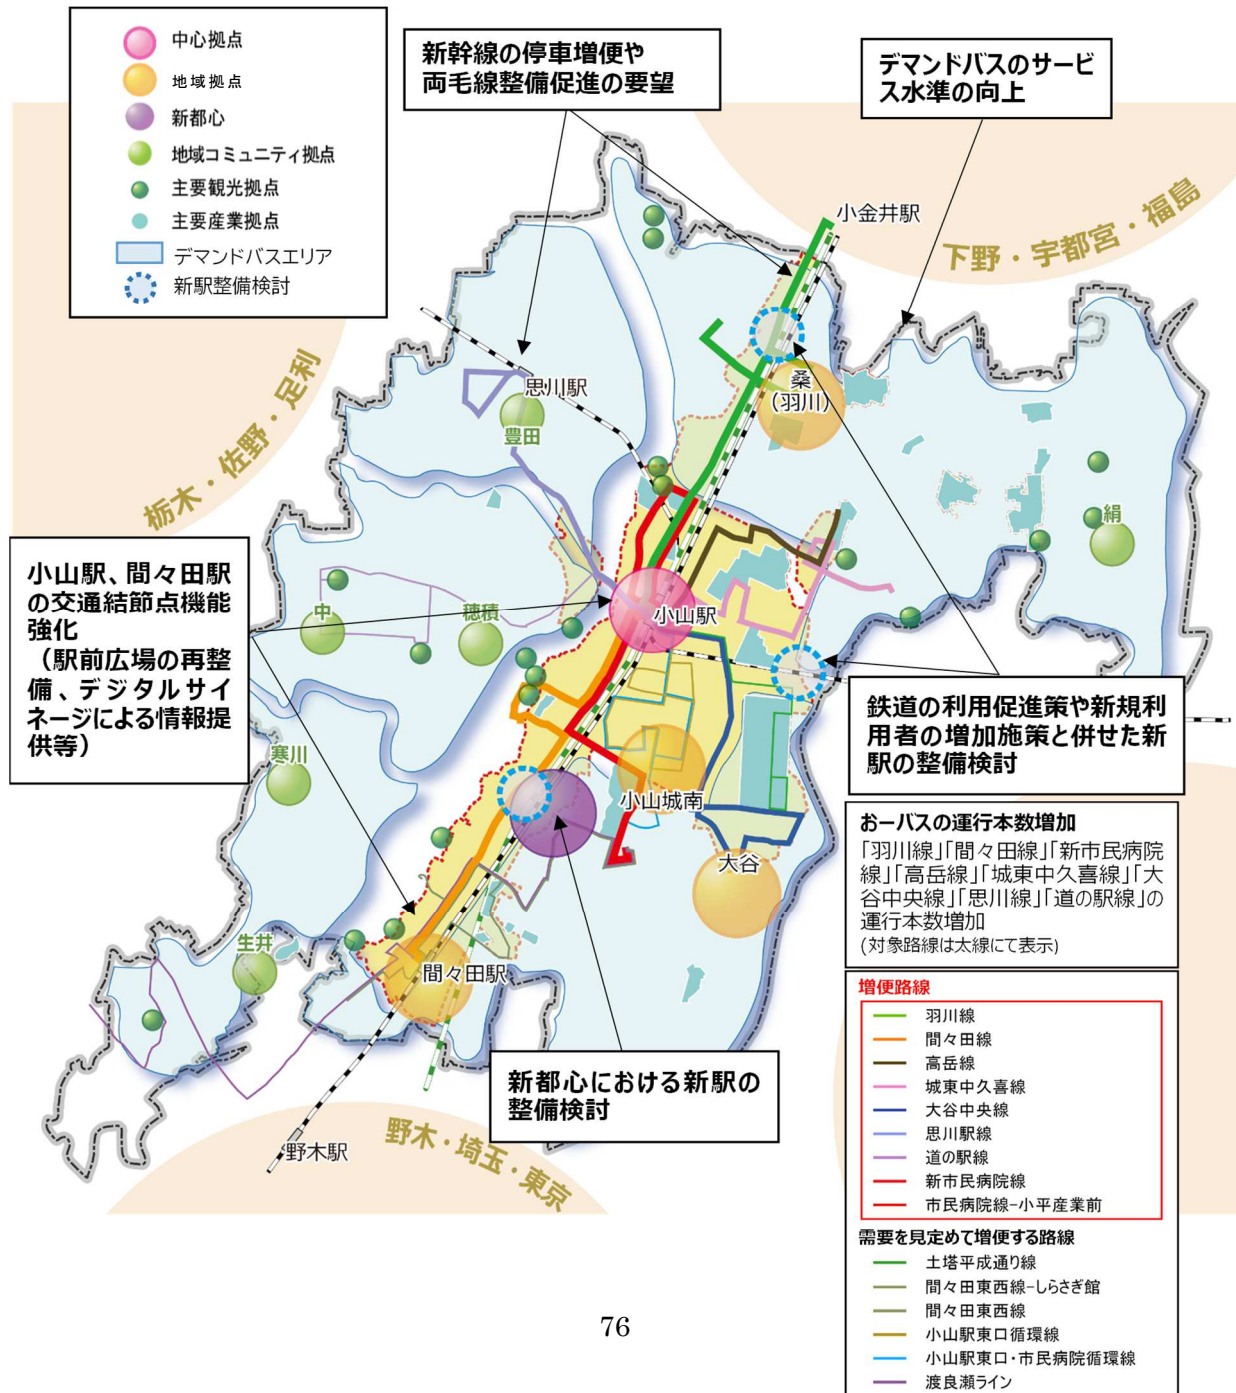 中心拠点
地域拠点
新都心
地域コミュニティ拠点
主要観光拠点
主要産業拠点
デマンドバスエリア
新駅整備検討
新幹線の停車増便や
両毛線整備促進の要望
デマンドバスのサービ
ス水準の向上
小金井駅
下野・宇都宮・福島
栃木・佐野・足利
思川駅
豊田
桑
(羽川)
絹
小山駅、間々田駅
の交通結節点機能
強化
(駅前広場の再整
備、デジタルサイ
ネージによる情報提
供等)
中
穂積
小山駅
鉄道の利用促進策や新規利
用者の増加施策と併せた新
駅の整備検討
寒川
小山城南
大谷
生井
間々田駅
新都心における新駅の
整備検討
野木駅
野木・埼玉・東京
おーバスの運行本数増加
「羽川線」「間々田線」「新市民病院
線」「高岳線」「城東中久喜線」「大
谷中央線」「思川線」「道の駅線」の
運行本数増加
(対象路線は太線にて表示)
増便路線
羽川線
間々田線
高岳線
城東中久喜線
大谷中央線
思川駅線
道の駅線
新市民病院線
市民病院線-小平産業前
需要を見定めて増便する路線
土塔平成通り線
間々田東西線-しらさぎ館
間々田東西線
小山駅東口循環線
小山駅東口・市民病院循環線
渡良瀬ライン
76